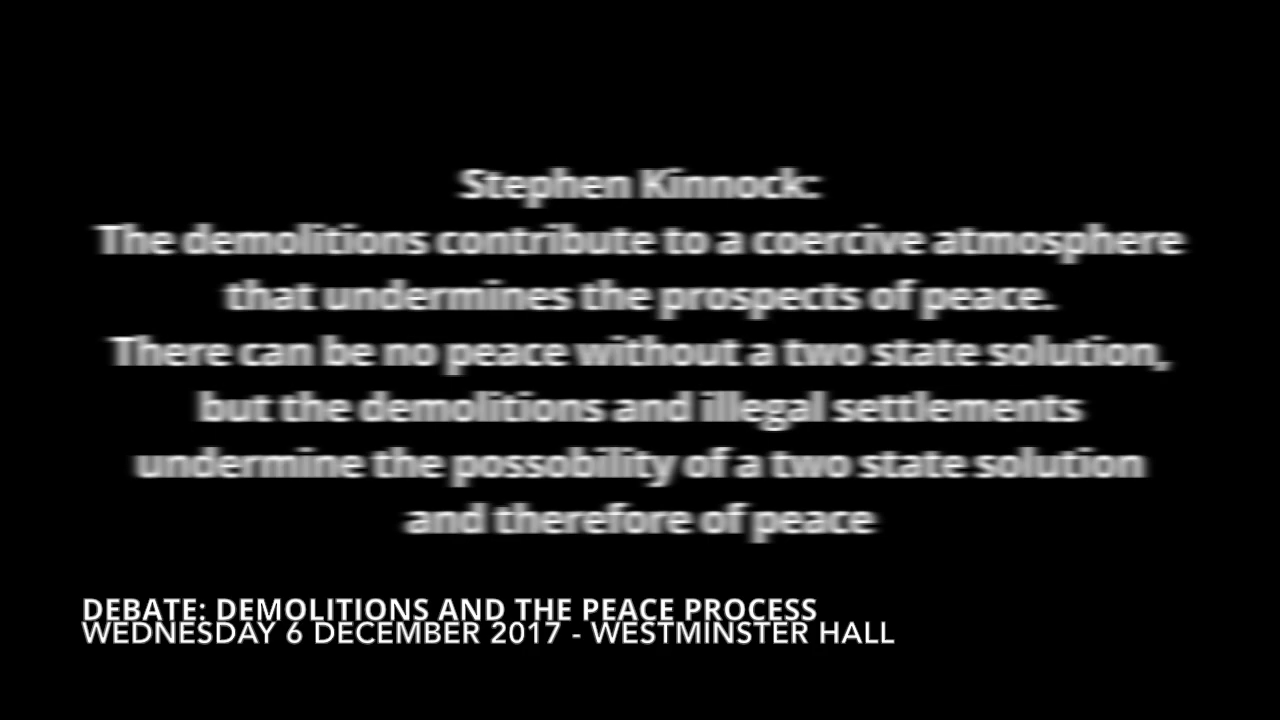 Stephen Kinnock:
The demolitions contribute to a coercive atmosphere
that undermines the prospects of peace.
There can be no peace without a two state solution,
but the demolitions and illegal settlements
undermine the possobility of a two state solution
and therefore of peace
DEBATE: DEMOLITIONS AND THE PEACE PROCESS
WEDNESDAY 6 DECEMBER 2017 - WESTMINSTER HALL